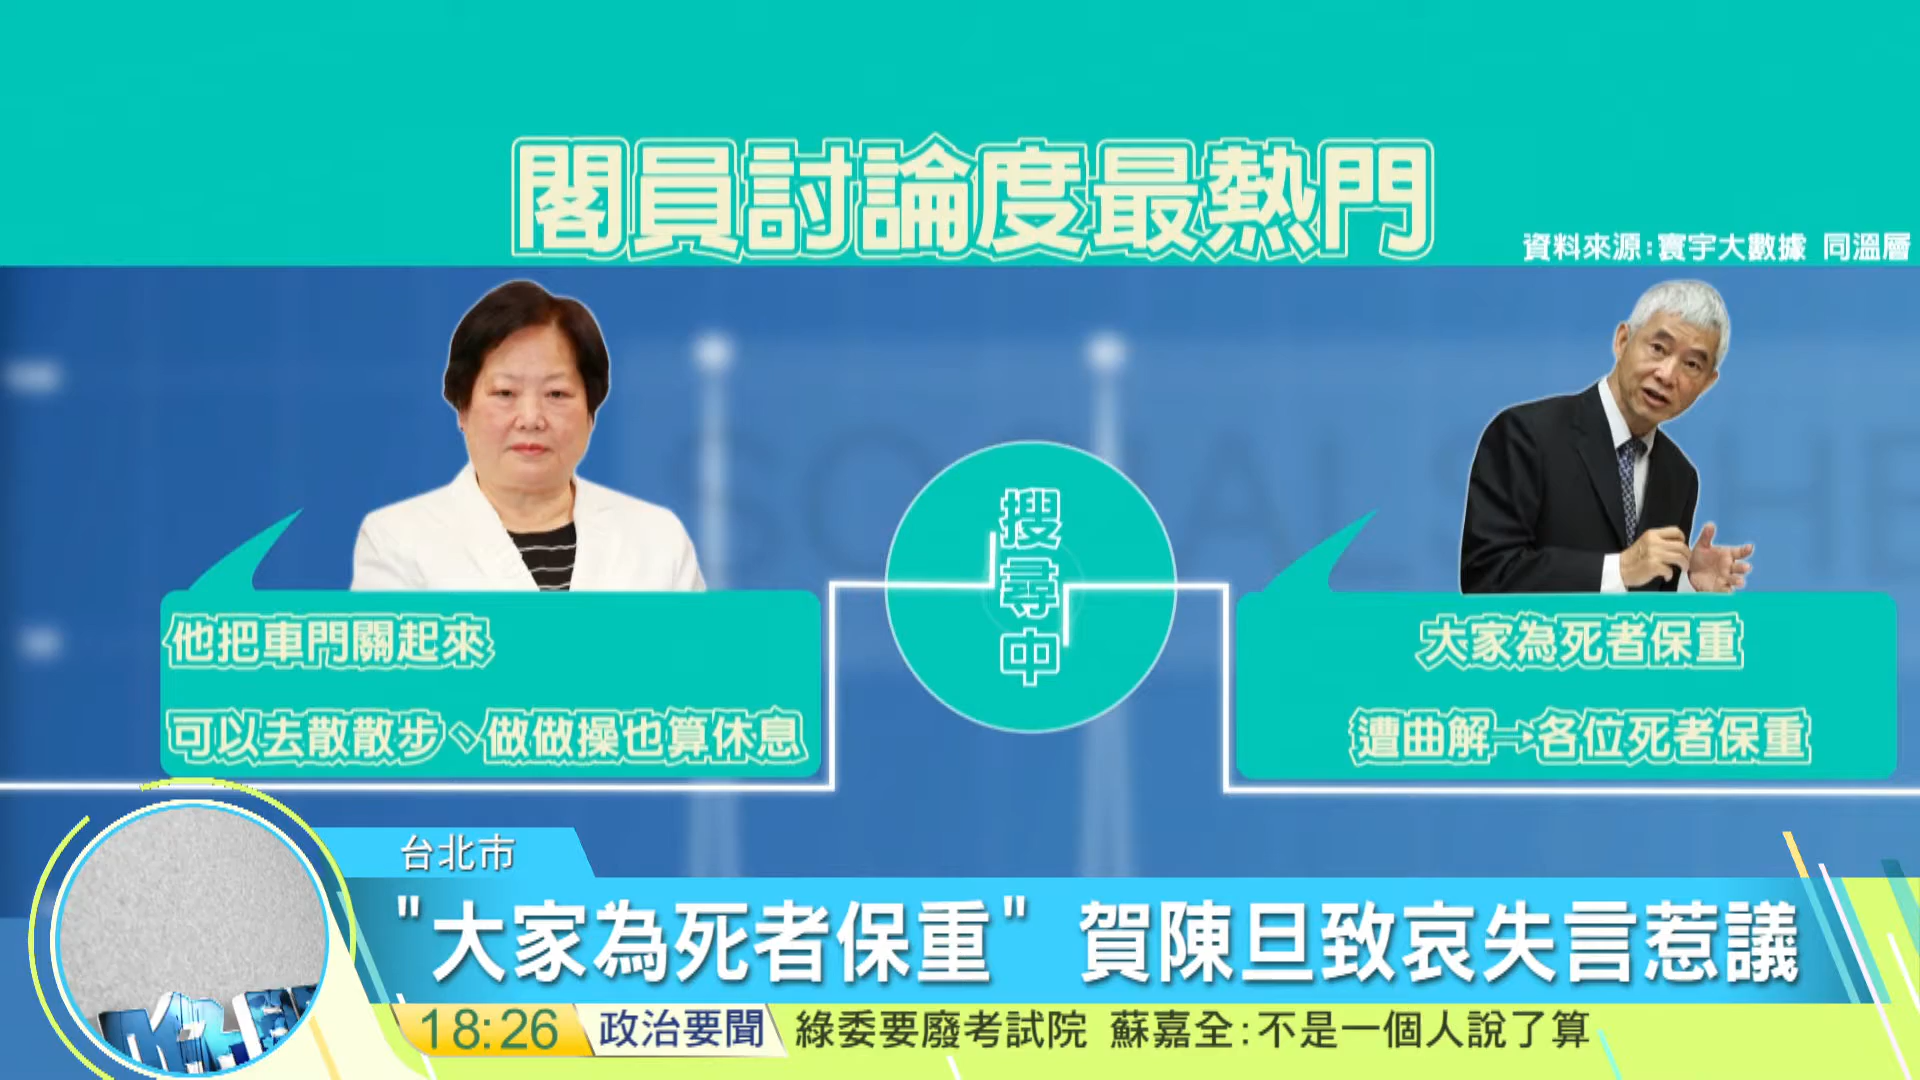 閣員討論度最熱門
資料來源:寰宇大數據 同溫層
搜尋中
他把車門關起來
可以去散散步、做做操也算休息
大家為死者保重
遭曲解→各位死者保重
台北市
"大家為死者保重" 賀陳旦致哀失言惹議
18:26 政治要聞 綠委要廢考試院 蘇嘉全:不是一個人說了算